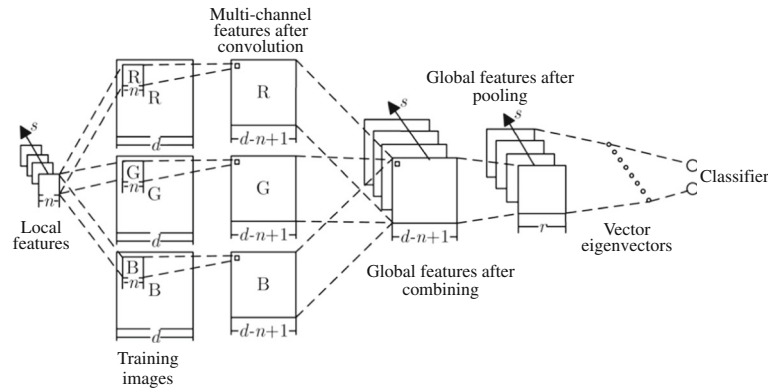 Multi-channel
features after
convolution
Global features after
pooling
s
n
Local
features
R
n
R
d
G
n
G
d
B
n
B
d
Training
images
R
d-n+1
G
d-n+1
B
d-n+1
s
d-n+1
Global features after
combining
s
r
Vector
eigenvectors
Classifier